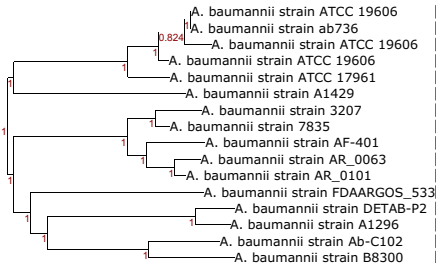 A. baumannii strain ATCC 19606
1
A. baumannii strain ab736
0.824
A. baumannii strain ATCC 19606
1
A. baumannii strain ATCC 19606
1
A. baumannii strain ATCC 17961
1
A. baumannii strain A1429
A. baumannii strain 3207
1
1
A. baumannii strain 7835
1
A. baumannii strain AF-401
1
A. baumannii strain AR_0063
1
1
A. baumannii strain AR_0101
A. baumannii strain FDAARGOS_533
1
A. baumannii strain DETAB-P2
1
A. baumannii strain A1296
1
A. baumannii strain Ab-C102
1
A. baumannii strain B8300